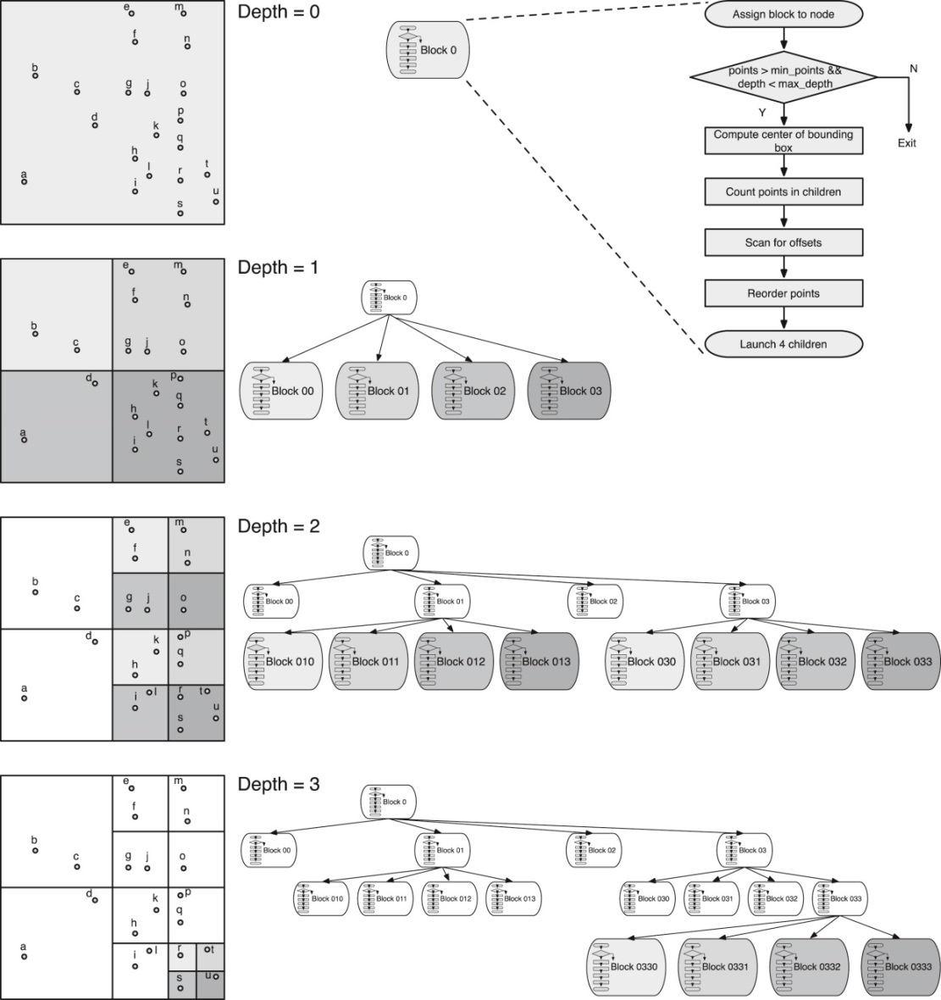 Depth = 0
e
m
f
n
b
c
g
j
o
p
d
k
q
h
l
r
t
a
i
u
s
Block 0
Assign block to node
points > min_points &&
depth < max_depth
N
Y
Exit
Compute center of bounding
box
Count points in children
Scan for offsets
Reorder points
Launch 4 children
Depth = 1
e
m
f
n
b
c
g
j
o
d
p
k
q
h
l
r
t
a
i
u
s
Block 0
Block 00
Block 01
Block 02
Block 03
Depth = 2
e
m
f
n
b
c
g
j
o
d
k
p
q
h
a
i
l
r
t
u
s
Block 0
Block 00
Block 01
Block 02
Block 03
Block 010
Block 011
Block 012
Block 013
Block 030
Block 031
Block 032
Block 033
Depth = 3
e
m
f
n
b
c
g
j
o
d
k
p
q
h
a
i
l
r
t
s
u
Block 0
Block 00
Block 01
Block 02
Block 03
Block 010
Block 011
Block 012
Block 013
Block 030
Block 031
Block 032
Block 033
Block 0330
Block 0331
Block 0332
Block 0333